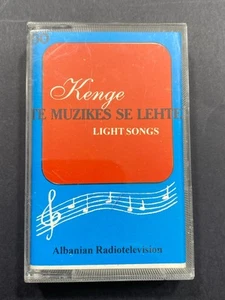 Kenge
TE MUZIKES SE LEHTE
LIGHT SONGS
Albanian Radiotelevision